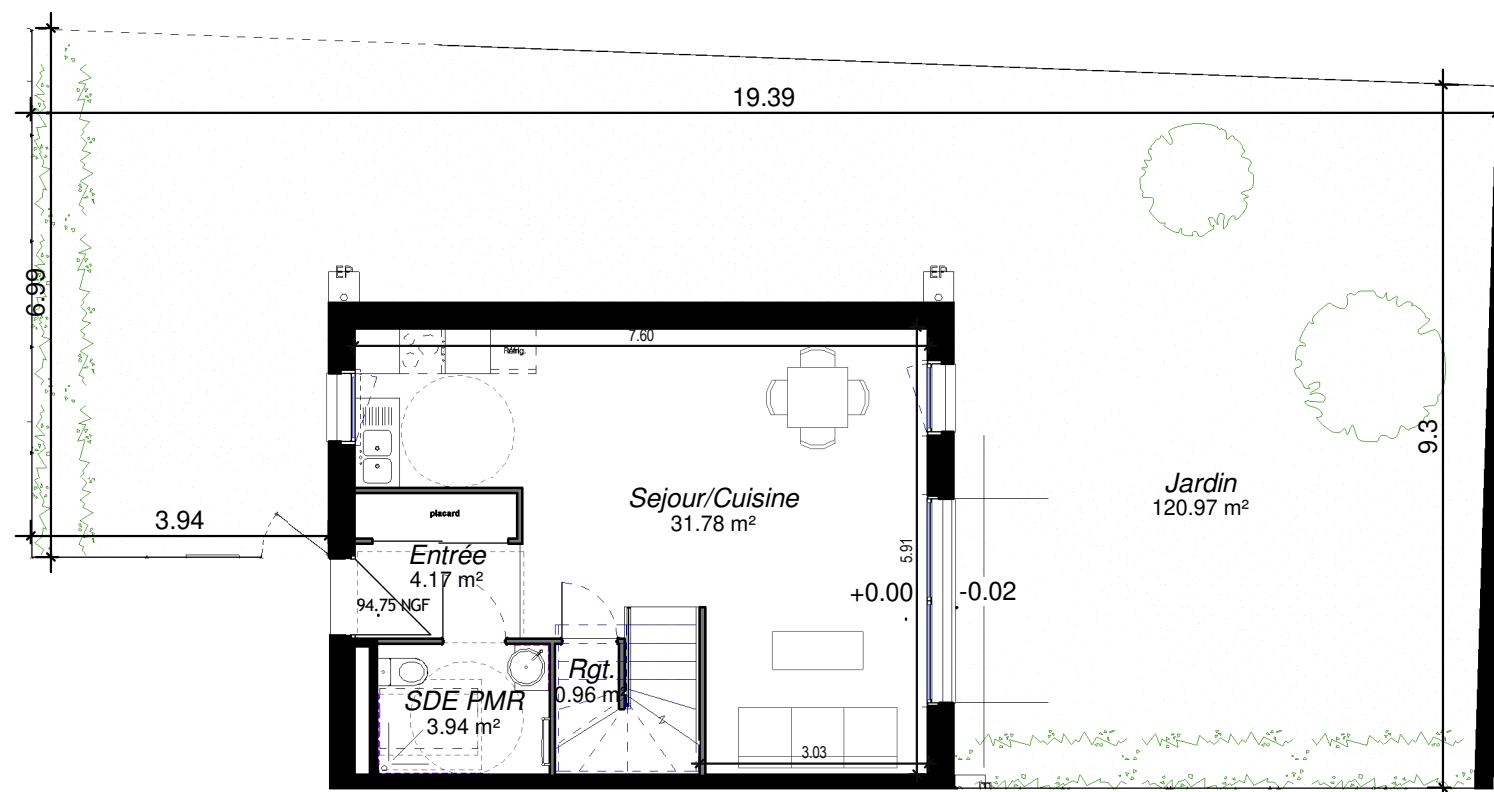 19.39
EP
EP
6.99
7.60
Réfrig.
9.3
Jardin
120.97 m²
Sejour/Cuisine
31.78 m²
placard
3.94
Entrée
4.17 m²
5.91
+0.00
-0.02
94.75 NGF
Rgt.
0.96 m²
SDE PMR
3.94 m²
3.03